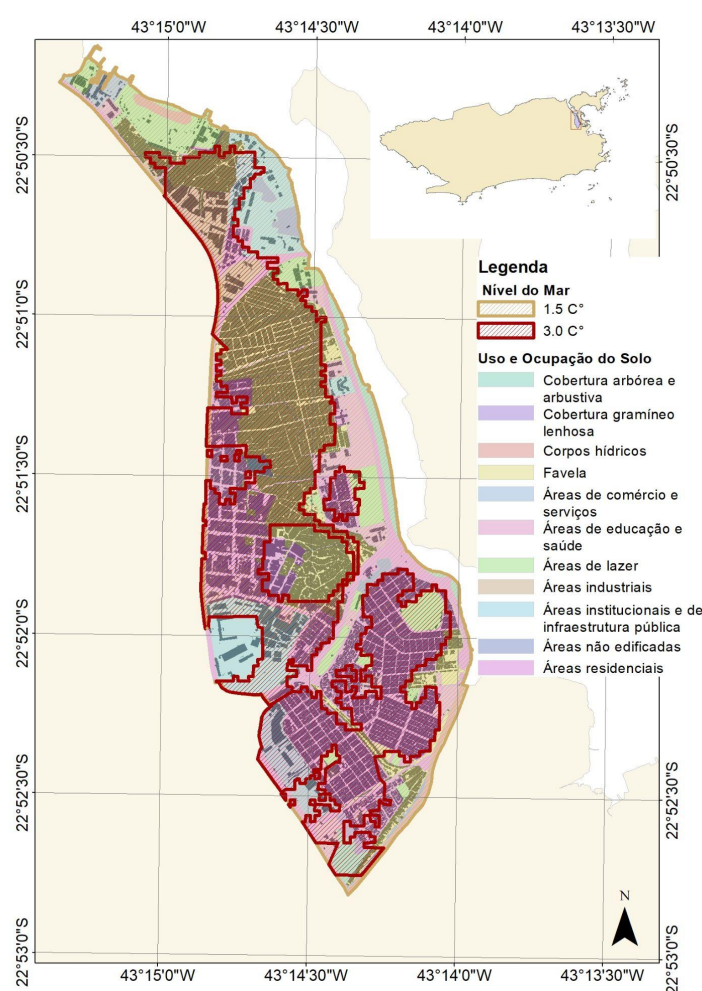 43°15'0"W
43°14'30"W
43°14'0"W
43°13'30"W
22°50'30"S
22°50'30"S
Legenda
Nível do Mar
1.5 C°
3.0 C°
Uso e Ocupação do Solo
Cobertura arbórea e
arbustiva
Cobertura gramíneo
lenhosa
Corpos hídricos
Favela
Áreas de comércio e
serviços
Áreas de educação e
saúde
Áreas de lazer
Áreas industriais
Áreas institucionais e de
infraestrutura pública
Áreas não edificadas
Áreas residenciais
22°51'0"S
22°51'30"S
22°52'0"S
22°52'30"S
22°52'30"S
N
22°53'0"S
22°53'0"S
43°15'0"W
43°14'30"W
43°14'0"W
43°13'30"W